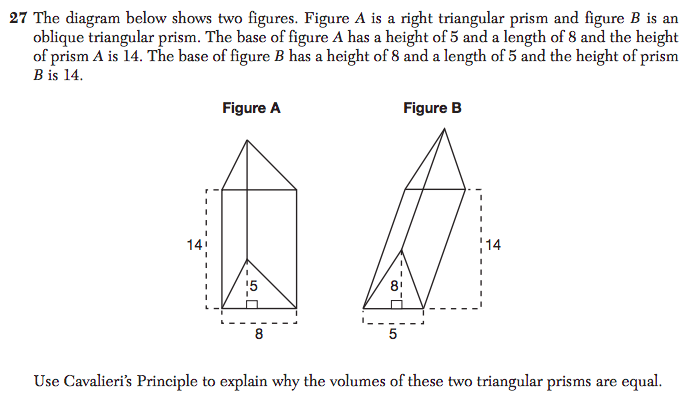 27 The diagram below shows two figures. Figure A is a right triangular prism and figure B is an
oblique triangular prism. The base of figure A has a height of 5 and a length of 8 and the height
of prism A is 14. The base of figure B has a height of 8 and a length of 5 and the height of prism
B is 14.
Figure A Figure B
14 14
5 8
8 5
Use Cavalieri’s Principle to explain why the volumes of these two triangular prisms are equal.